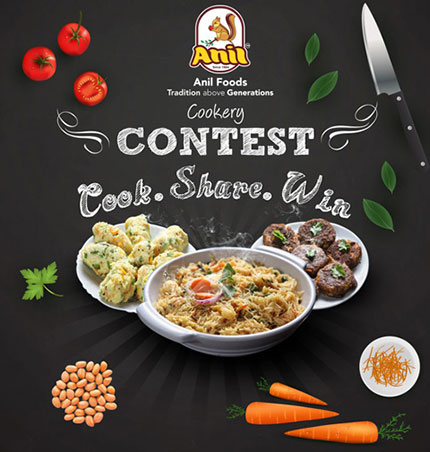 Anil
Anil Foods
Tradition above Generations
Cookery
CONTEST
Cook. Share. Win